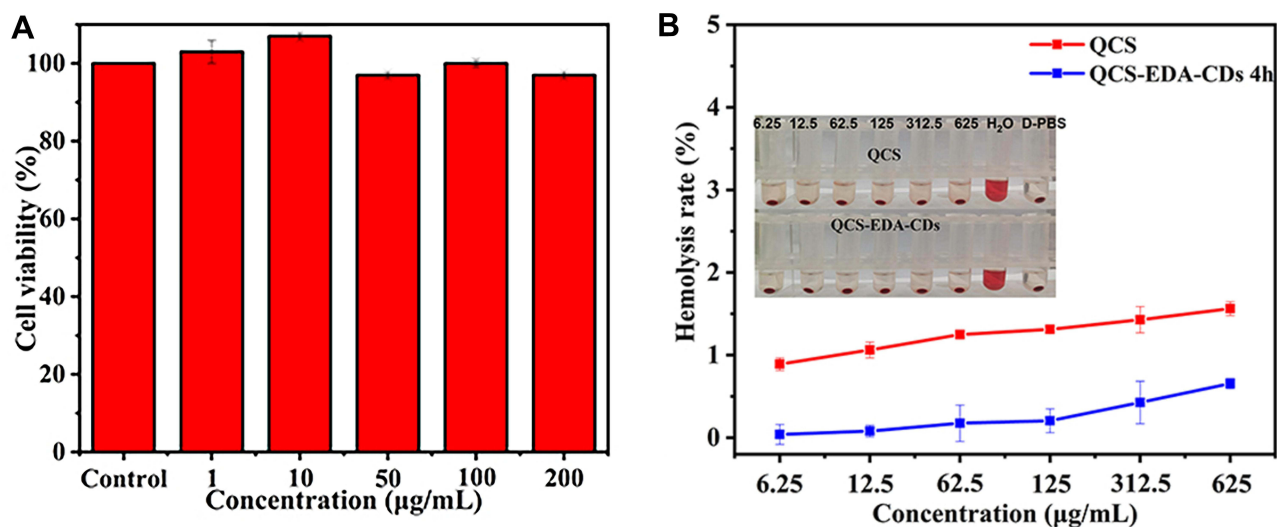 A
Cell viability (%)
100
80
60
40
20
0
Control 1 10 50 100 200
Concentration (μg/mL)
B
Hemolysis rate (%)
5
4
3
2
1
0
QCS
QCS-EDA-CDs 4h
6.25 12.5 62.5 125 312.5 625 H₂O D-PBS
QCS
QCS-EDA-CDs
6.25 12.5 62.5 125 312.5 625
Concentration (μg/mL)